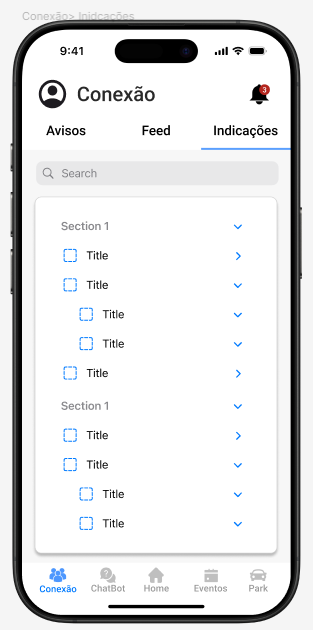 Conexão> Inidcações
9:41
Conexão
3
Avisos Feed Indicações
Search
Section 1
Title
Title
Title
Title
Title
Section 1
Title
Title
Title
Title
Conexão ChatBot Home Eventos Park